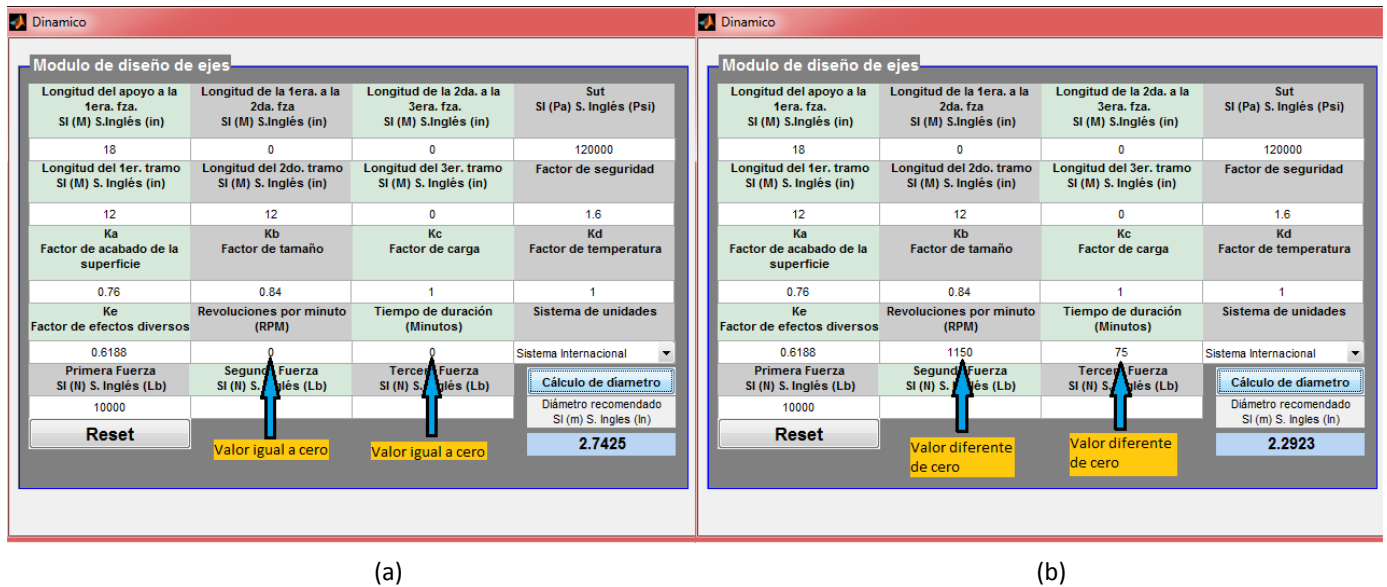 Dinamico
Modulo de diseño de ejes
Longitud del apoyo a la
1era. fza.
SI (M) S.Inglés (in)
Longitud de la 1era. a la
2da. fza
SI (M) S.Inglés (in)
Longitud de la 2da. a la
3era. fza.
SI (M) S.Inglés (in)
Sut
SI (Pa) S. Inglés (Psi)
18
0
0
120000
Longitud del 1er. tramo
SI (M) S. Inglés (in)
Longitud del 2do. tramo
SI (M) S. Inglés (in)
Longitud del 3er. tramo
SI (M) S. Inglés (in)
Factor de seguridad
12
12
0
1.6
Ka
Factor de acabado de la
superficie
Kb
Factor de tamaño
Kc
Factor de carga
Kd
Factor de temperatura
0.76
0.84
1
1
Ke
Factor de efectos diversos
Revoluciones por minuto
(RPM)
Tiempo de duración
(Minutos)
Sistema de unidades
0.6188
0
0
Sistema Internacional
Primera Fuerza
SI (N) S. Inglés (Lb)
Segunda Fuerza
SI (N) S. Inglés (Lb)
Tercera Fuerza
SI (N) S. Inglés (Lb)
Cálculo de díametro
10000
Diámetro recomendado
SI (m) S. Ingles (In)
Reset
Valor igual a cero
Valor igual a cero
2.7425
(a)
Dinamico
Modulo de diseño de ejes
Longitud del apoyo a la
1era. fza.
SI (M) S.Inglés (in)
Longitud de la 1era. a la
2da. fza
SI (M) S.Inglés (in)
Longitud de la 2da. a la
3era. fza.
SI (M) S.Inglés (in)
Sut
SI (Pa) S. Inglés (Psi)
18
0
0
120000
Longitud del 1er. tramo
SI (M) S. Inglés (in)
Longitud del 2do. tramo
SI (M) S. Inglés (in)
Longitud del 3er. tramo
SI (M) S. Inglés (in)
Factor de seguridad
12
12
0
1.6
Ka
Factor de acabado de la
superficie
Kb
Factor de tamaño
Kc
Factor de carga
Kd
Factor de temperatura
0.76
0.84
1
1
Ke
Factor de efectos diversos
Revoluciones por minuto
(RPM)
Tiempo de duración
(Minutos)
Sistema de unidades
0.6188
1150
75
Sistema Internacional
Primera Fuerza
SI (N) S. Inglés (Lb)
Segunda Fuerza
SI (N) S. Inglés (Lb)
Tercera Fuerza
SI (N) S. Inglés (Lb)
Cálculo de díametro
10000
Diámetro recomendado
SI (m) S. Ingles (In)
Reset
Valor diferente
de cero
Valor diferente
de cero
2.2923
(b)